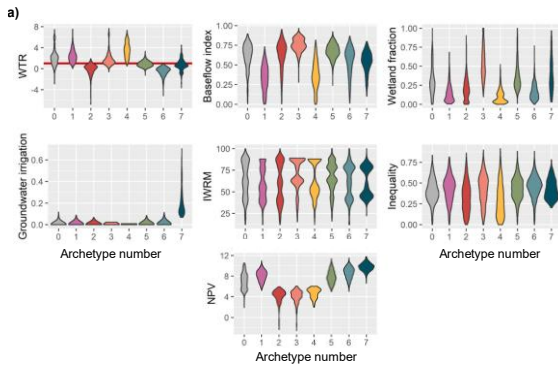 a)
WTR
8
4
0
-4
0 1 2 3 4 5 6 7
Baseflow index
1.00
0.75
0.50
0.25
0.00
0 1 2 3 4 5 6 7
Wetland fraction
1.00
0.75
0.50
0.25
0.00
0 1 2 3 4 5 6 7
Groundwater irrigation
0.6
0.4
0.2
0.0
0 1 2 3 4 5 6 7
Archetype number
IWRM
100
75
50
25
0 1 2 3 4 5 6 7
Inequality
0.75
0.50
0.25
0.00
0 1 2 3 4 5 6 7
Archetype number
NPV
12
8
4
0
0 1 2 3 4 5 6 7
Archetype number